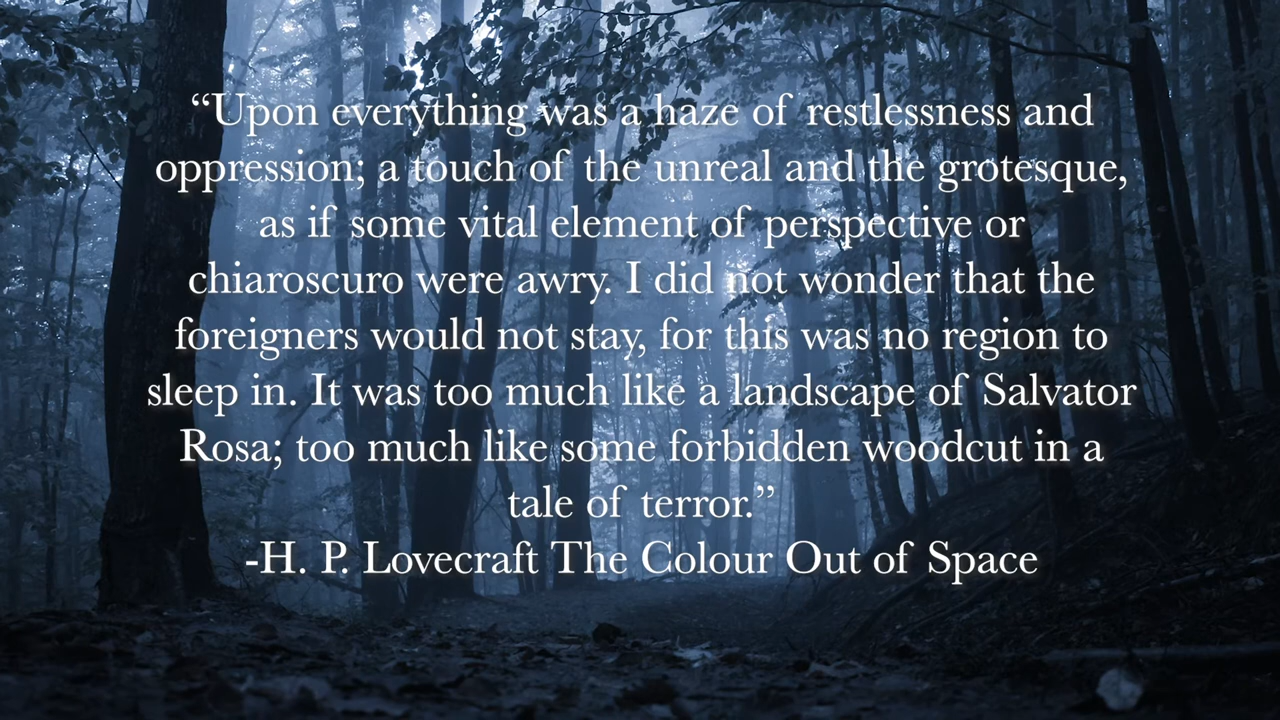 “Upon everything was a haze of restlessness and
oppression; a touch of the unreal and the grotesque,
as if some vital element of perspective or
chiaroscuro were awry. I did not wonder that the
foreigners would not stay, for this was no region to
sleep in. It was too much like a landscape of Salvator
Rosa; too much like some forbidden woodcut in a
tale of terror.”
-H. P. Lovecraft The Colour Out of Space